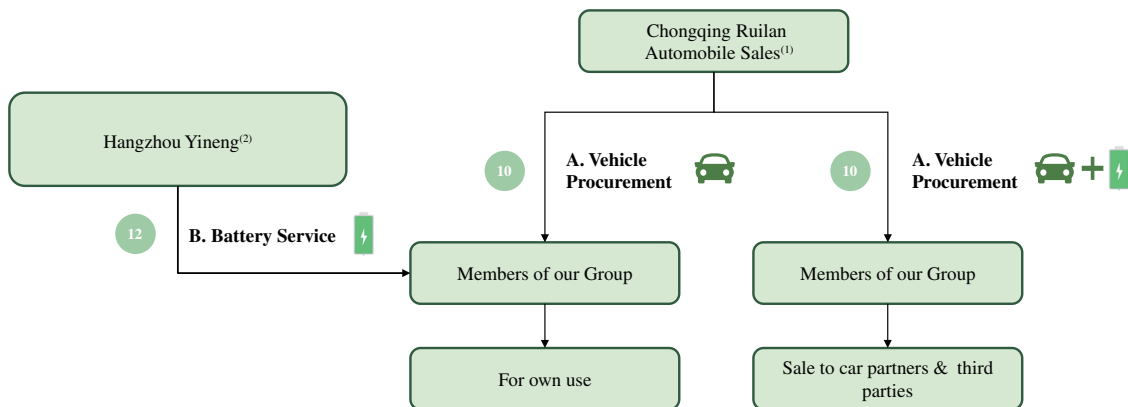 Chongqing Ruilan
Automobile Sales(1)
Hangzhou Yineng(2)
10
A. Vehicle
Procurement
10
A. Vehicle
Procurement
12
B. Battery Service
Members of our Group
Members of our Group
For own use
Sale to car partners & third
parties